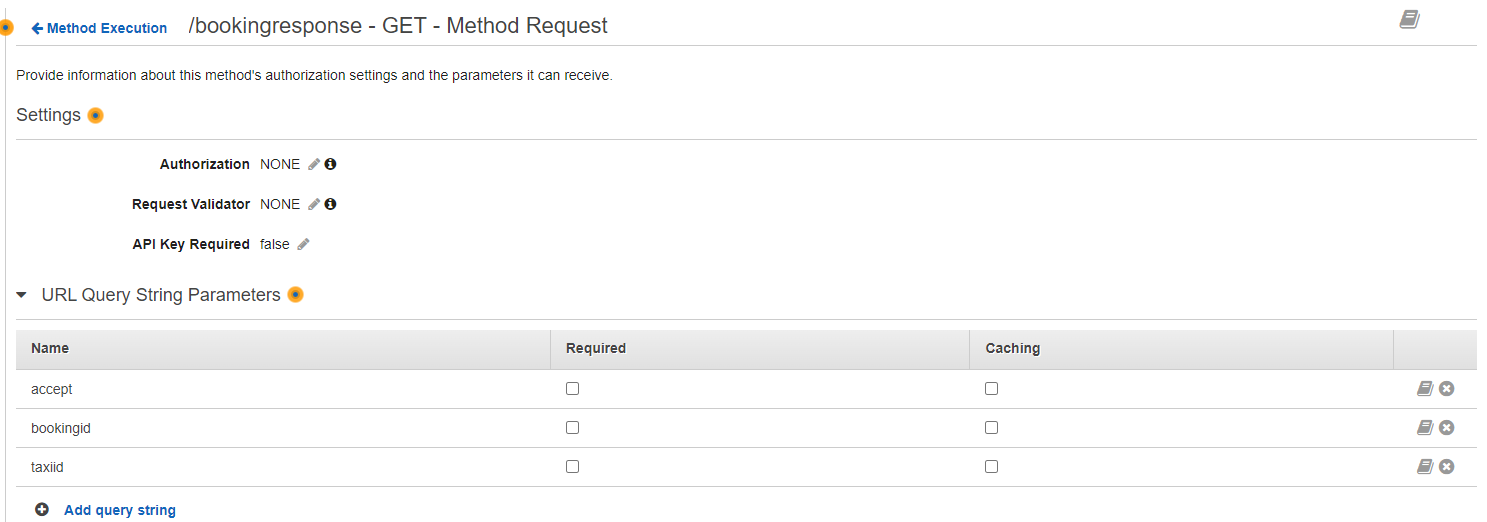 Method Execution /bookingresponse - GET - Method Request
Provide information about this method's authorization settings and the parameters it can receive.
Settings
Authorization NONE
Request Validator NONE
API Key Required false
URL Query String Parameters
Name Required Caching
accept
bookingid
taxiid
Add query string